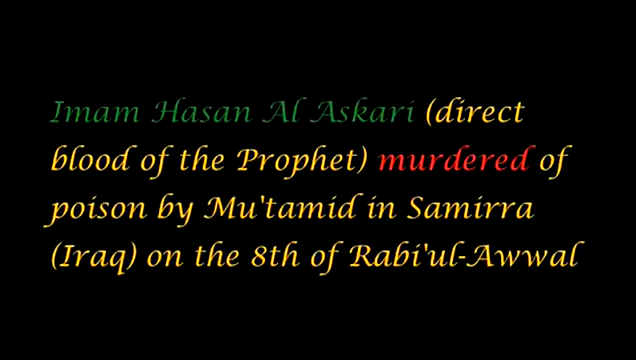 Imam Hasan Al Askari (direct
blood of the Prophet) murdered of
poison by Mu'tamid in Samirra
(Iraq) on the 8th of Rabi'ul-Awwal